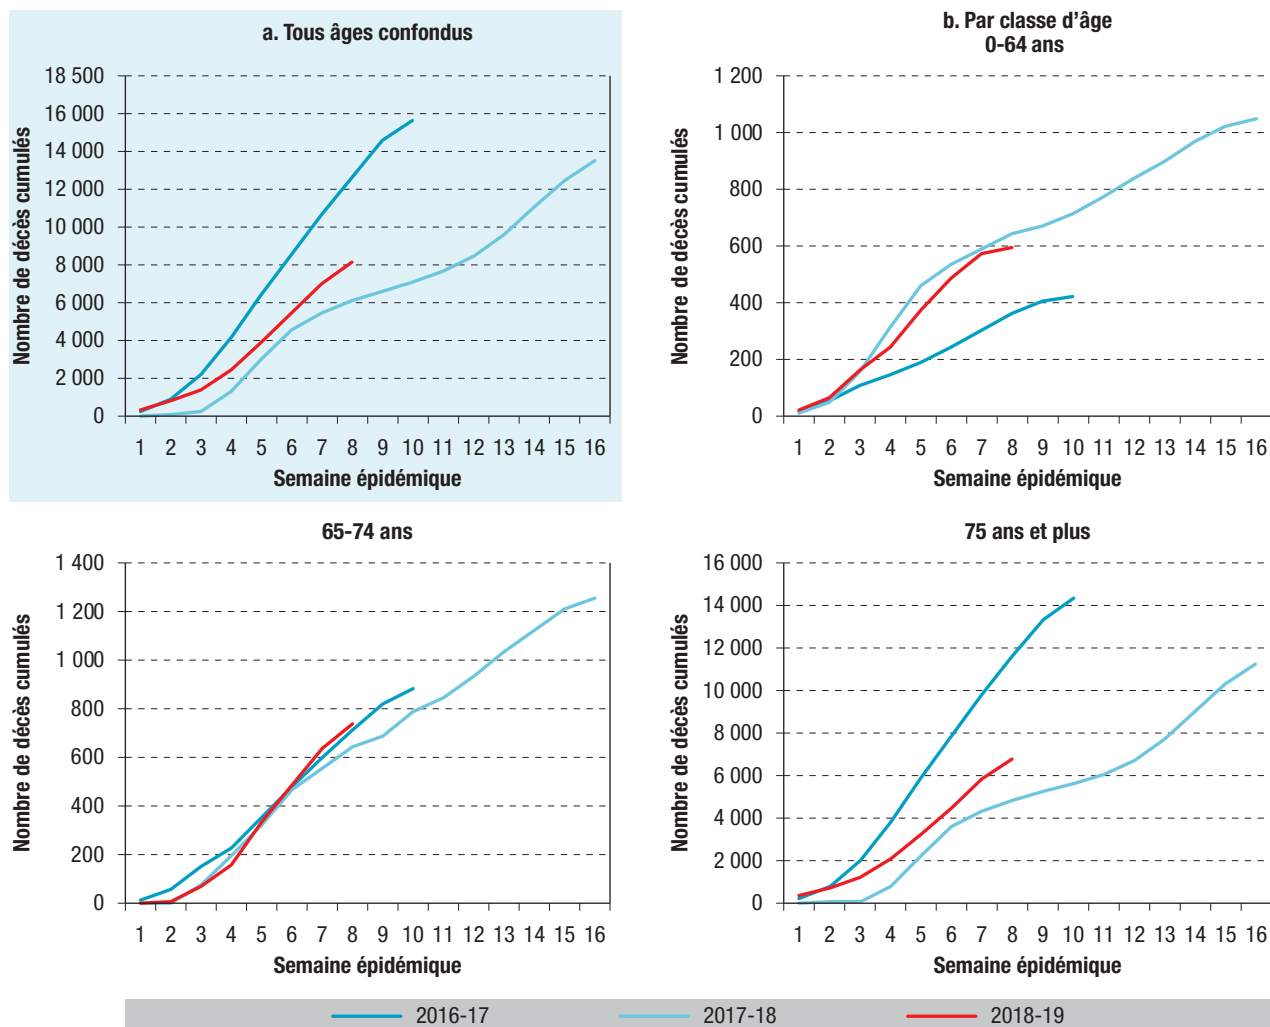 a. Tous âges confondus
Nombre de décès cumulés
18 500
16 000
14 000
12 000
10 000
8 000
6 000
4 000
2 000
0
1 2 3 4 5 6 7 8 9 10 11 12 13 14 15 16
Semaine épidémique
b. Par classe d’âge
0-64 ans
Nombre de décès cumulés
1 200
1 000
800
600
400
200
0
1 2 3 4 5 6 7 8 9 10 11 12 13 14 15 16
Semaine épidémique
65-74 ans
Nombre de décès cumulés
1 400
1 200
1 000
800
600
400
200
0
1 2 3 4 5 6 7 8 9 10 11 12 13 14 15 16
Semaine épidémique
75 ans et plus
Nombre de décès cumulés
16 000
14 000
12 000
10 000
8 000
6 000
4 000
2 000
0
1 2 3 4 5 6 7 8 9 10 11 12 13 14 15 16
Semaine épidémique
2016-17 2017-18 2018-19